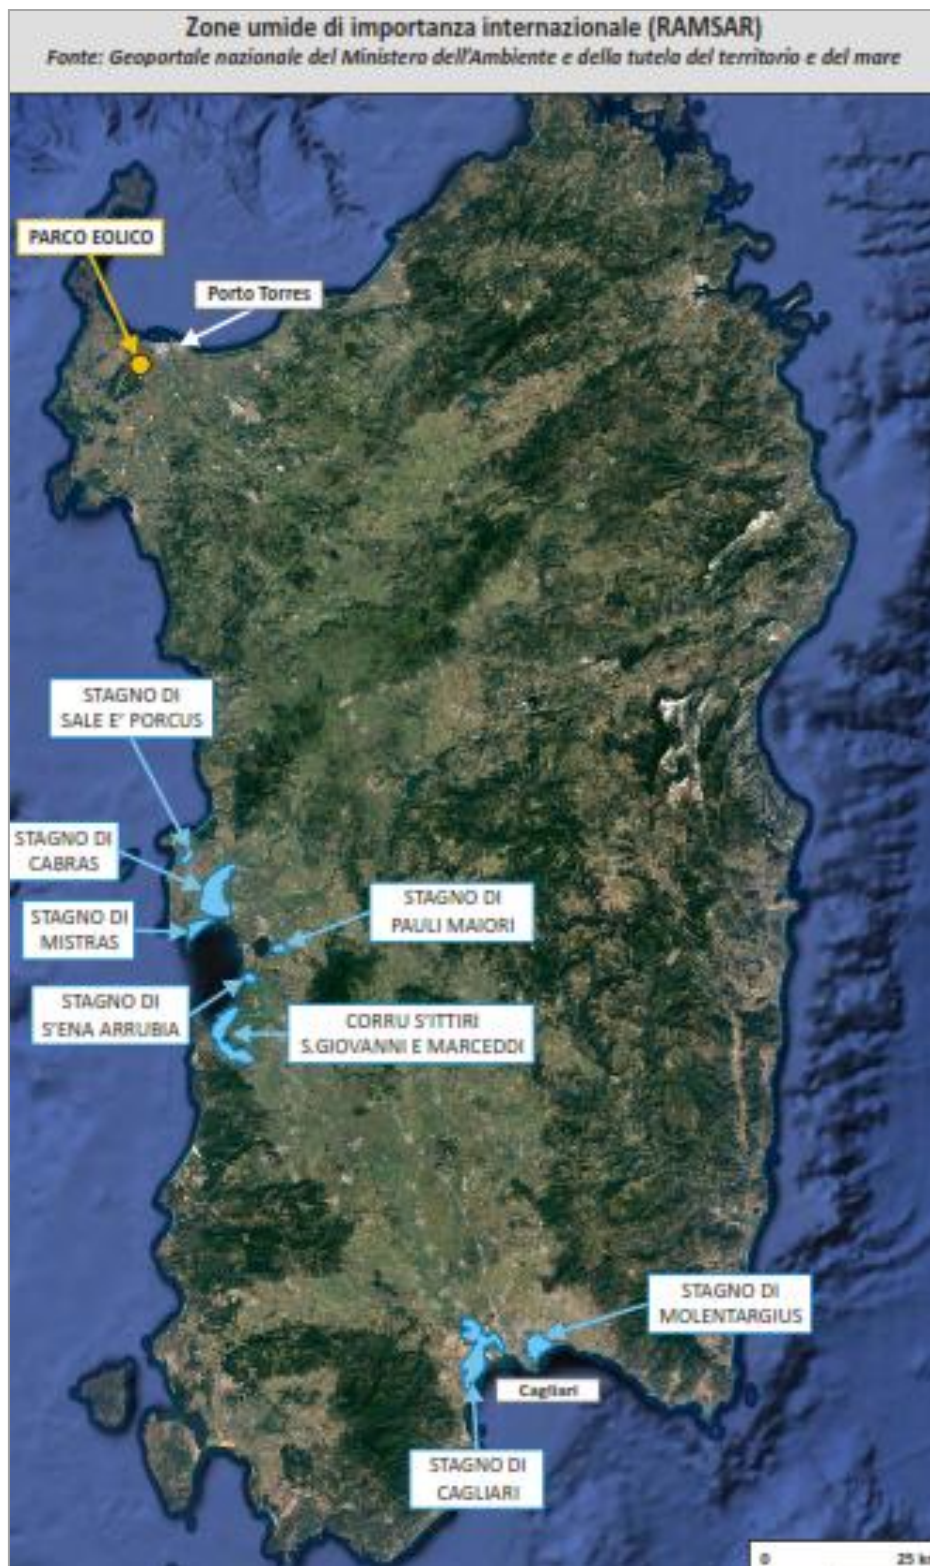 Zone umide di importanza internazionale (RAMSAR)
Fonte: Geoportale nazionale del Ministero dell'Ambiente e della tutela del territorio e del mare
PARCO EOLICO
Porto Torres
STAGNO DI
SALE E' PORCUS
STAGNO DI
CABRAS
STAGNO DI
MISTRAS
STAGNO DI
PAULI MAIORI
STAGNO DI
S'ENA ARRUBIA
CORRU S'ITTIRI
S.GIOVANNI E MARCEDDI
STAGNO DI
MOLENTARGIUS
Cagliari
STAGNO DI
CAGLIARI
0 25